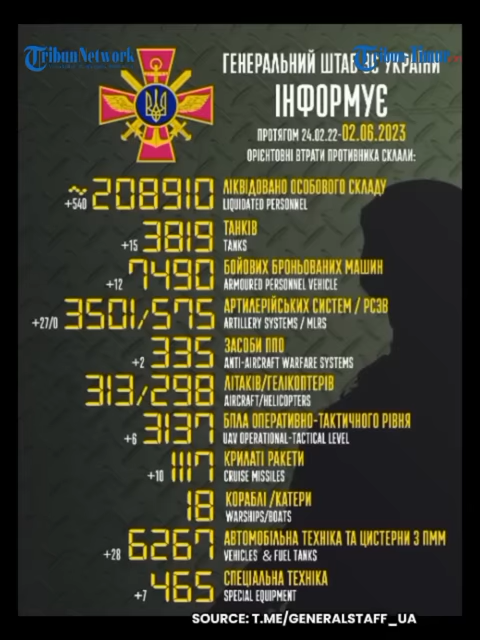 TribunNetwork
Tribun Timur
ГЕНЕРАЛЬНИЙ ШТАБ ЗС УКРАЇНИ
ІНФОРМУЄ
ПРОТЯГОМ 24.02.22-02.06.2023
ОРІЄНТОВНІ ВТРАТИ ПРОТИВНИКА СКЛАЛИ:
+540 ~208910 ЛІКВІДОВАНО ОСОБОВОГО СКЛАДУ
LIQUIDATED PERSONNEL
+15 3819 ТАНКІВ
TANKS
+12 7490 БОЙОВИХ БРОНЬОВАНИХ МАШИН
ARMOURED PERSONNEL VEHICLE
+27/0 3501/575 АРТИЛЕРІЙСЬКИХ СИСТЕМ / РСЗВ
ARTILLERY SYSTEMS / MLRS
+2 335 ЗАСОБИ ППО
ANTI-AIRCRAFT WARFARE SYSTEMS
313/298 ЛІТАКІВ/ГЕЛІКОПТЕРІВ
AIRCRAFT/HELICOPTERS
+6 3137 БПЛА ОПЕРАТИВНО-ТАКТИЧНОГО РІВНЯ
UAV OPERATIONAL-TACTICAL LEVEL
+10 1117 КРИЛАТІ РАКЕТИ
CRUISE MISSILES
18 КОРАБЛІ /КАТЕРИ
WARSHIPS/BOATS
+28 6267 АВТОМОБІЛЬНА ТЕХНІКА ТА ЦИСТЕРНИ З ПММ
VEHICLES & FUEL TANKS
+7 465 СПЕЦІАЛЬНА ТЕХНІКА
SPECIAL EQUIPMENT
SOURCE: T.ME/GENERALSTAFF_UA